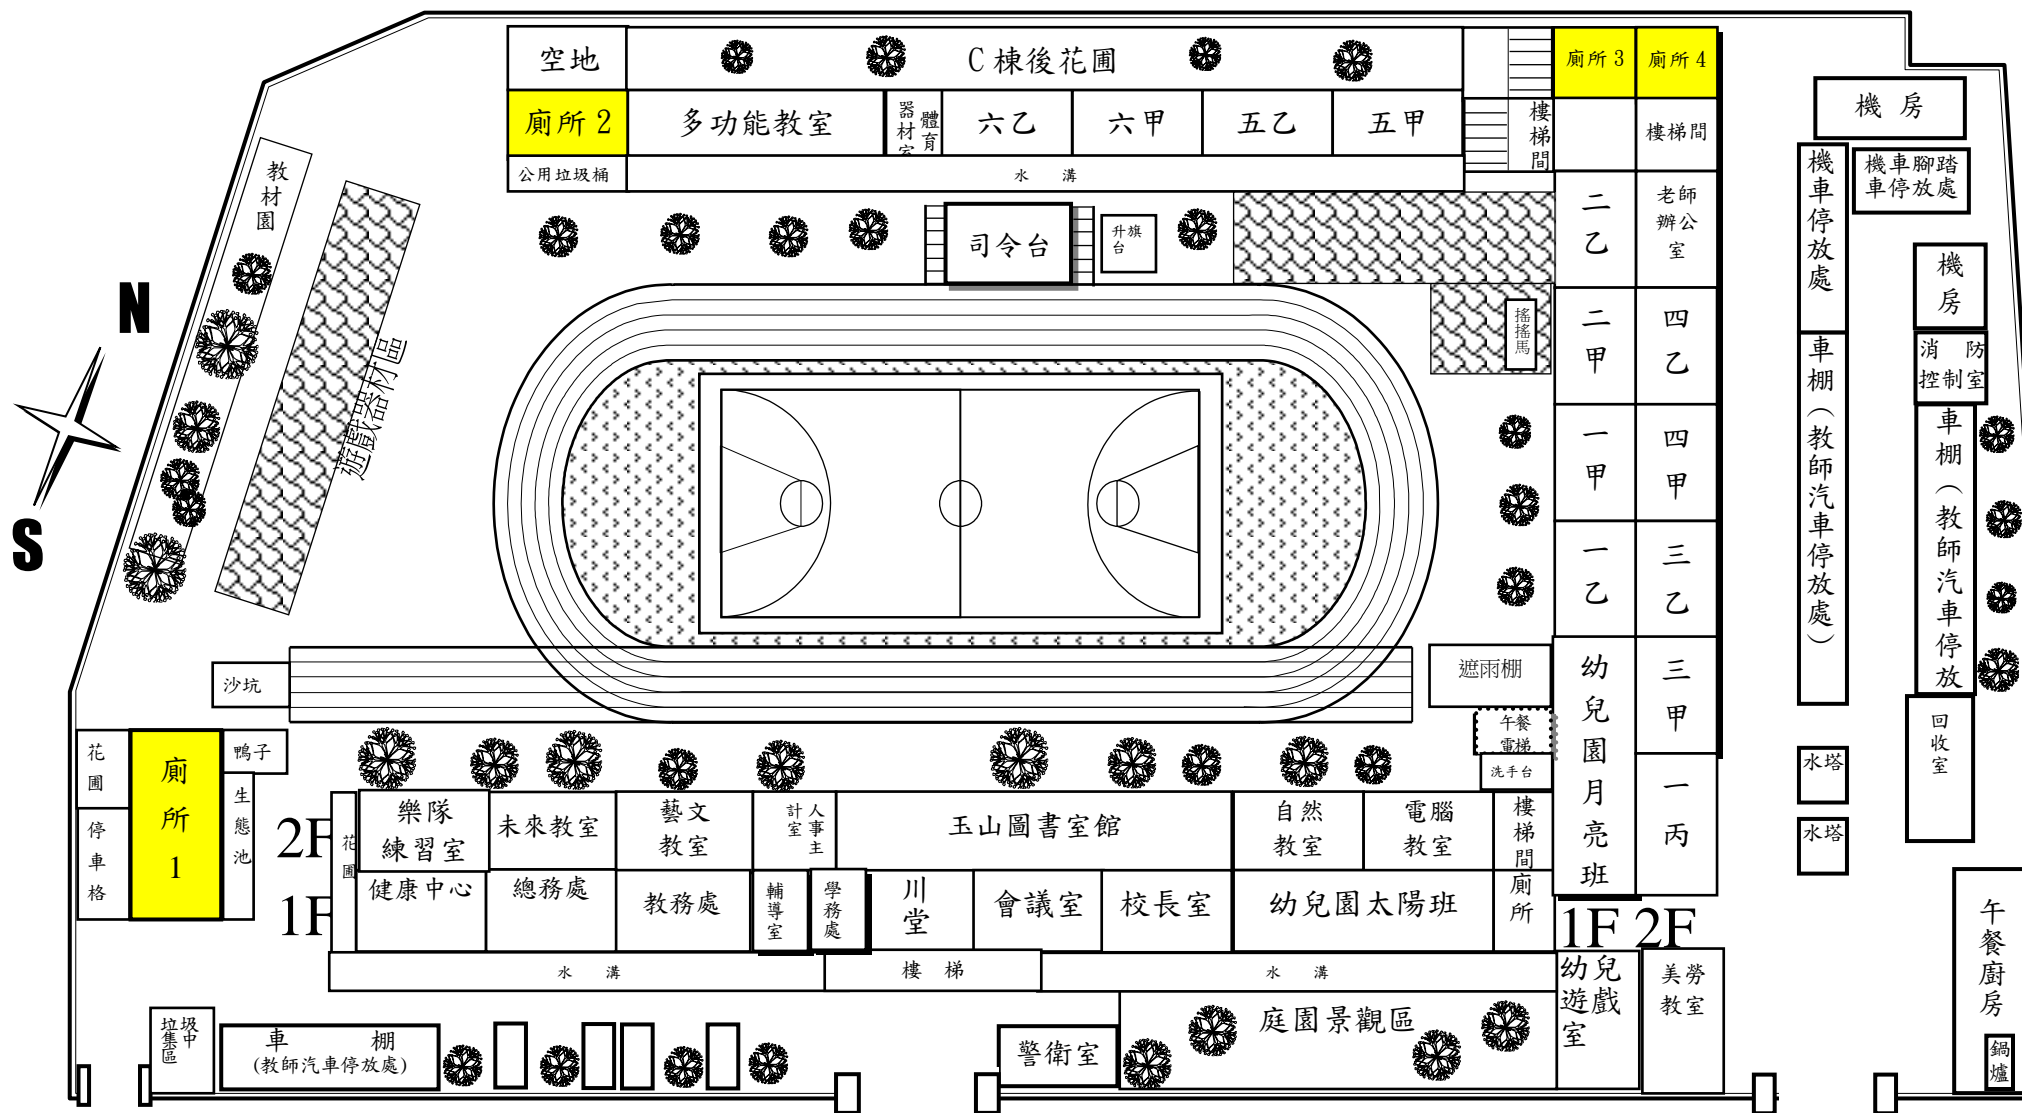 空地
C棟後花圃
廁所3
廁所4
廁所2
多功能教室
體育
器材室
六乙
六甲
五乙
五甲
樓梯間
樓梯間
公用垃圾桶
水 溝
機 房
機車停放處
機車腳踏
車停放處
教材園
司令台
升旗
台
二乙
老師
辦公
室
機房
N
遊戲器材區
搖搖馬
二甲
四乙
消 防
控制室
車棚（教師汽車停放處）
車棚（教師汽車停放
一甲
四甲
S
一乙
三乙
沙坑
遮雨棚
幼兒園月亮班
三甲
午餐
電梯
洗手台
回收室
花圃
廁所1
鴨子
生態池
停車格
水塔
水塔
一丙
2F
花圃
樂隊
練習室
未來教室
藝文
教室
人事主
計室
玉山圖書室館
自然
教室
電腦
教室
樓梯間
1F
健康中心
總務處
教務處
輔導室
學務處
川堂
會議室
校長室
幼兒園太陽班
廁所
1F 2F
水 溝
樓 梯
水 溝
幼兒
遊戲
室
美勞
教室
午餐廚房
垃圾中
集區
車 棚
(教師汽車停放處)
警衛室
庭園景觀區
鍋爐